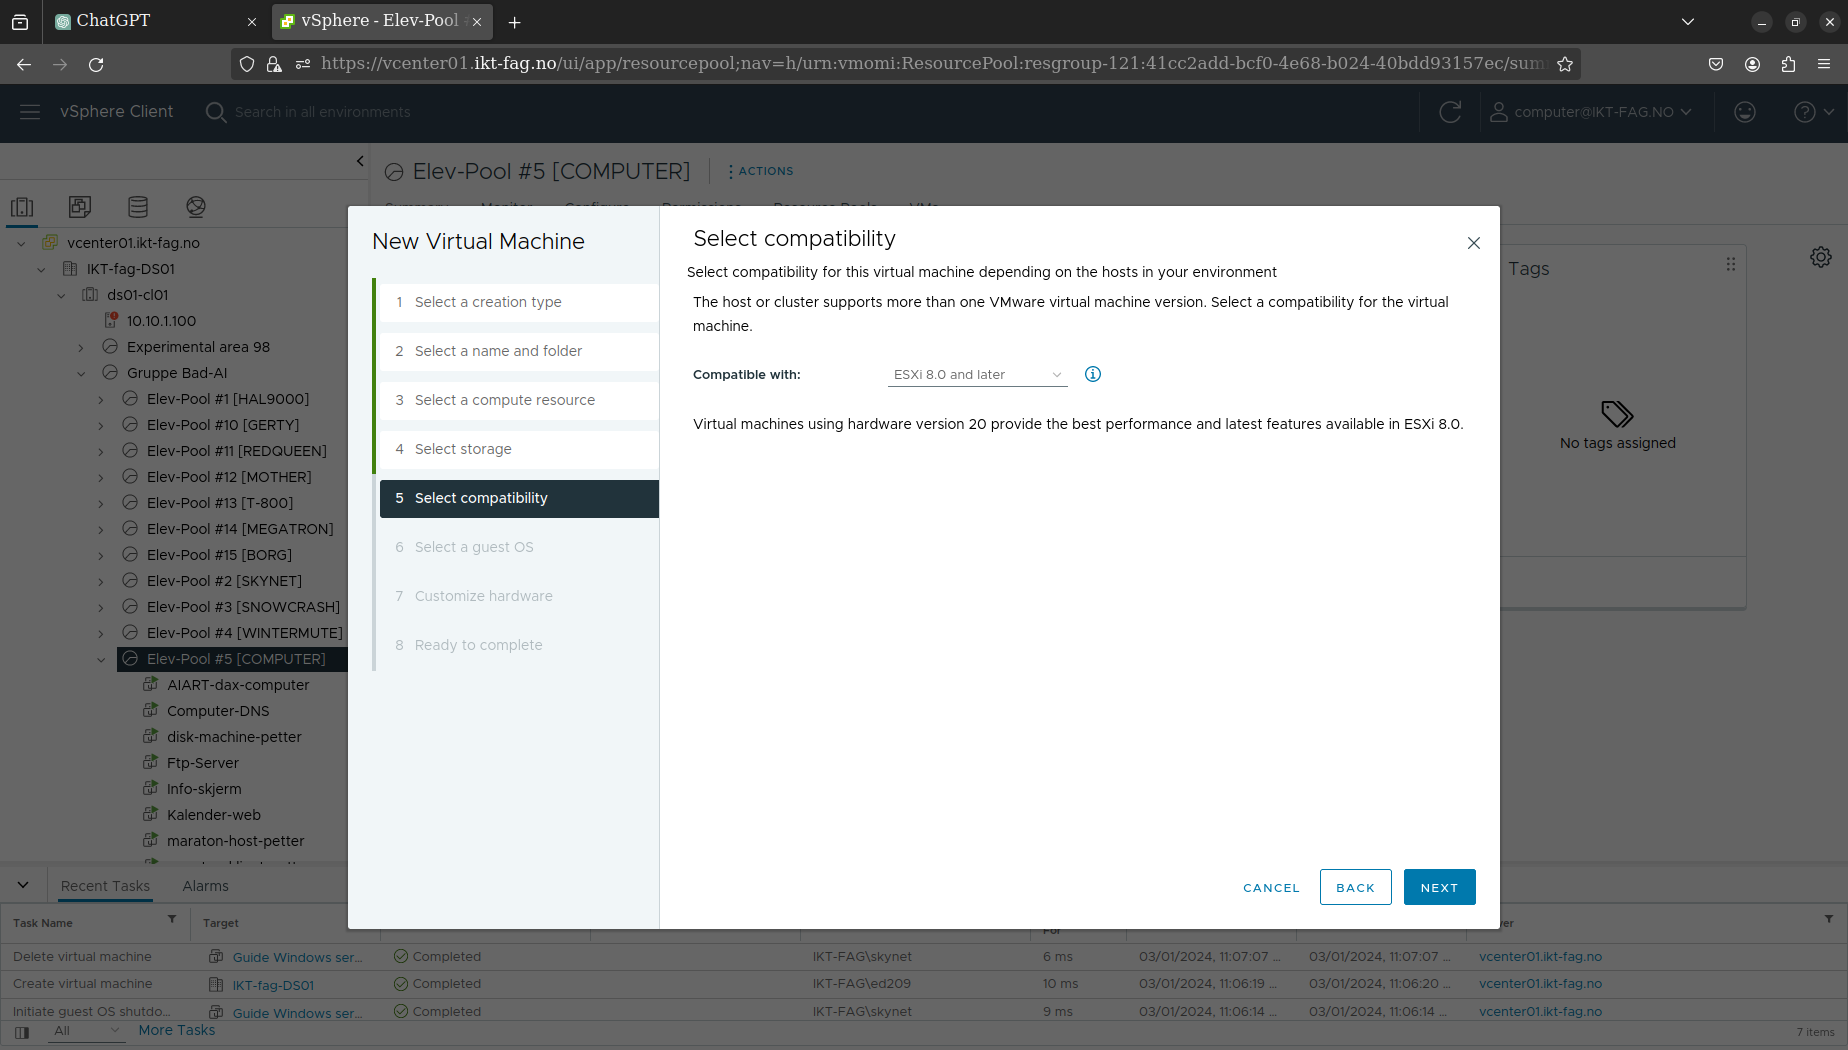 ChatGPT
vSphere - Elev-Pool
https://vcenter01.ikt-fag.no/ui/app/resourcepool;nav=h/urn:vmomi:ResourcePool:resgroup-121:41cc2add-bcf0-4e68-b024-40bdd93157ec/sum
vSphere Client
Search in all environments
computer@IKT-FAG.NO
Elev-Pool #5 [COMPUTER]
ACTIONS
Summary Monitor Configure Permissions Resource Pools VMs
vcenter01.ikt-fag.no
IKT-fag-DS01
ds01-cl01
10.10.1.100
Experimental area 98
Gruppe Bad-AI
Elev-Pool #1 [HAL9000]
Elev-Pool #10 [GERTY]
Elev-Pool #11 [REDQUEEN]
Elev-Pool #12 [MOTHER]
Elev-Pool #13 [T-800]
Elev-Pool #14 [MEGATRON]
Elev-Pool #15 [BORG]
Elev-Pool #2 [SKYNET]
Elev-Pool #3 [SNOWCRASH]
Elev-Pool #4 [WINTERMUTE]
Elev-Pool #5 [COMPUTER]
AIART-dax-computer
Computer-DNS
disk-machine-petter
Ftp-Server
Info-skjerm
Kalender-web
maraton-host-petter
New Virtual Machine
1 Select a creation type
2 Select a name and folder
3 Select a compute resource
4 Select storage
5 Select compatibility
6 Select a guest OS
7 Customize hardware
8 Ready to complete
Select compatibility
Select compatibility for this virtual machine depending on the hosts in your environment
The host or cluster supports more than one VMware virtual machine version. Select a compatibility for the virtual
machine.
Compatible with: ESXi 8.0 and later
Virtual machines using hardware version 20 provide the best performance and latest features available in ESXi 8.0.
CANCEL BACK NEXT
Tags
No tags assigned
Recent Tasks Alarms
Task Name Target For
Delete virtual machine Guide Windows ser... Completed IKT-FAG\skynet 6 ms 03/01/2024, 11:07:07 ... 03/01/2024, 11:07:07 ... vcenter01.ikt-fag.no
Create virtual machine IKT-fag-DS01 Completed IKT-FAG\ed209 10 ms 03/01/2024, 11:06:19 ... 03/01/2024, 11:06:20 ... vcenter01.ikt-fag.no
Initiate guest OS shutdo... Guide Windows ser... Completed IKT-FAG\skynet 9 ms 03/01/2024, 11:06:14 ... 03/01/2024, 11:06:14 ... vcenter01.ikt-fag.no
All More Tasks 7 items